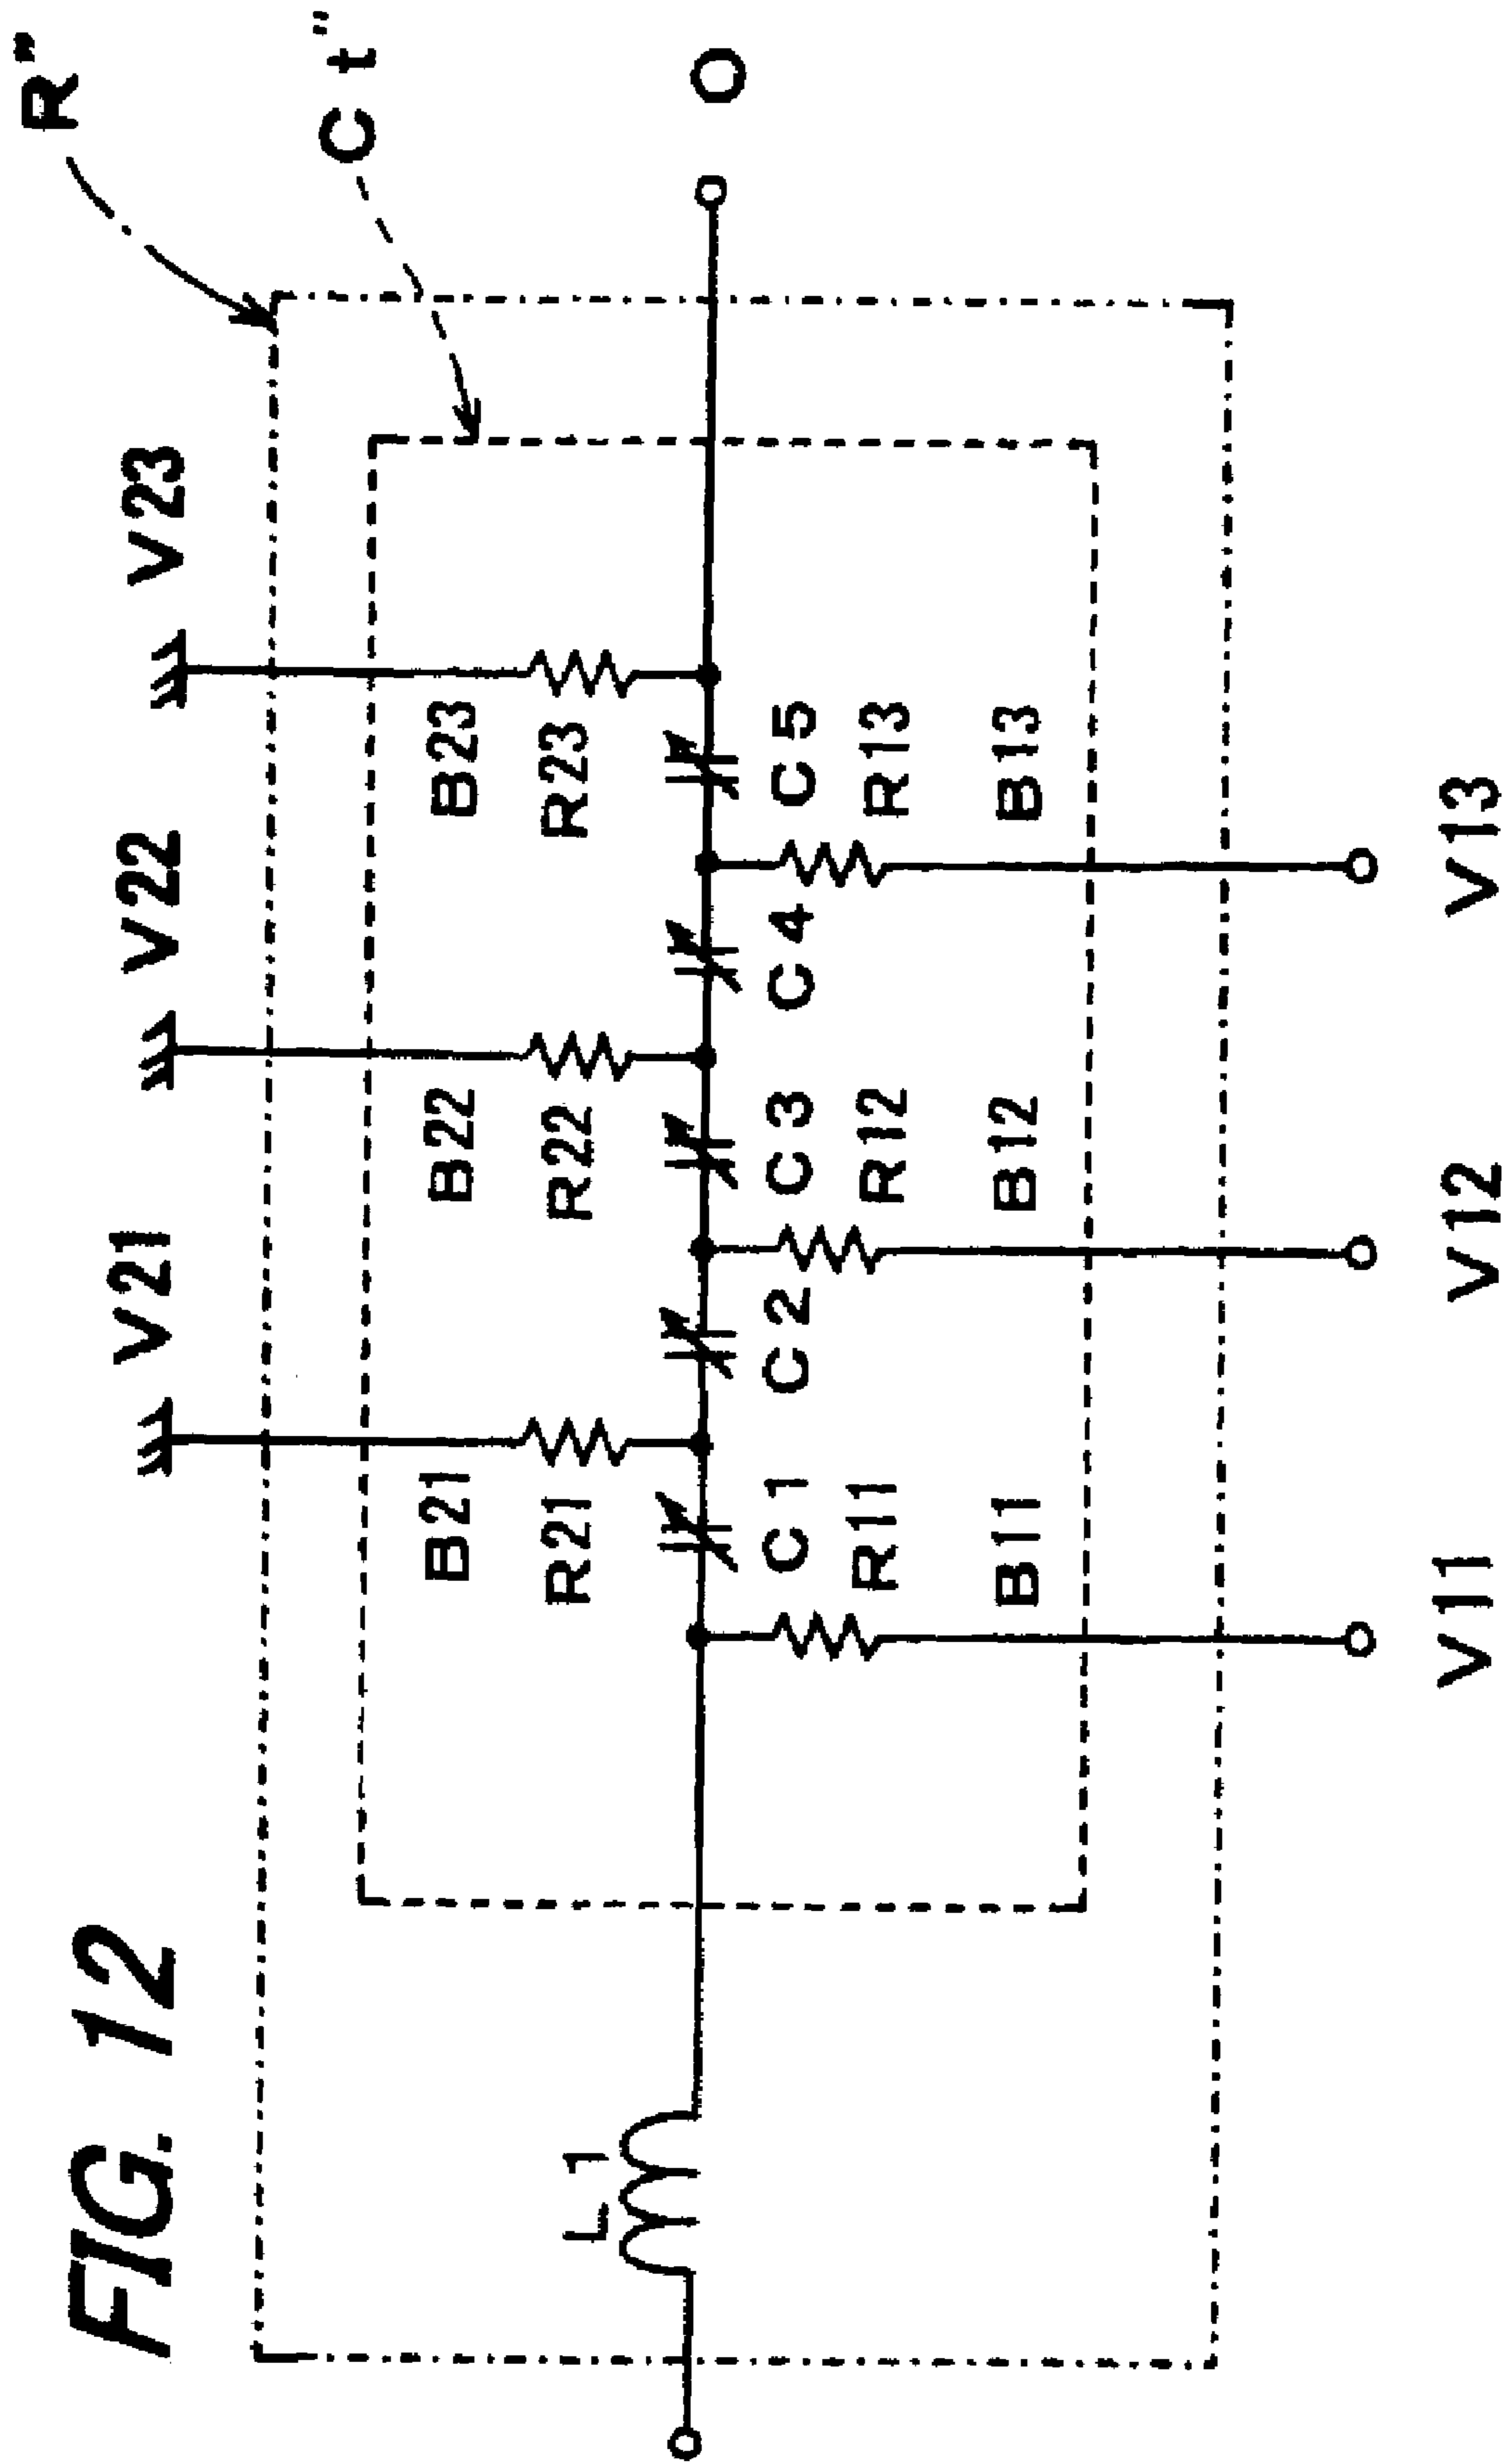 FIG. 12
R"
C t"
V21 V22 V23
B21 B22 B23
R21 R22 R23
L1
O
C1 C2 C3 C4 C5
R11 R12 R13
B11 B12 B13
V11 V12 V13